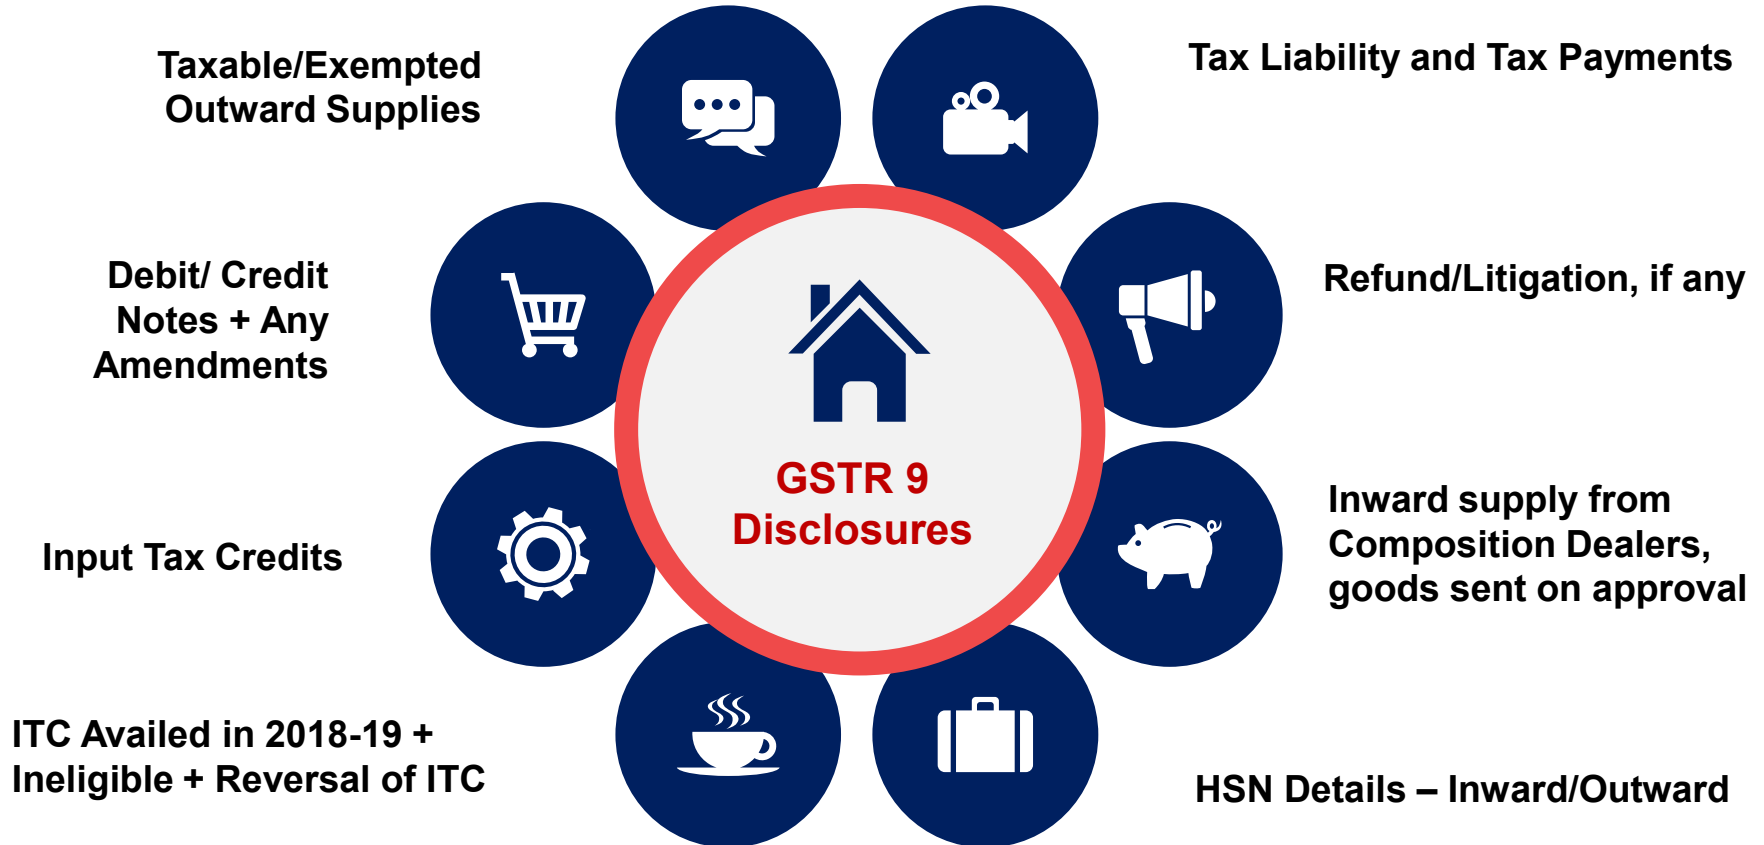 Taxable/Exempted
Outward Supplies
Tax Liability and Tax Payments
Debit/ Credit
Notes + Any
Amendments
Refund/Litigation, if any
GSTR 9
Disclosures
Input Tax Credits
Inward supply from
Composition Dealers,
goods sent on approval
ITC Availed in 2018-19 +
Ineligible + Reversal of ITC
HSN Details – Inward/Outward